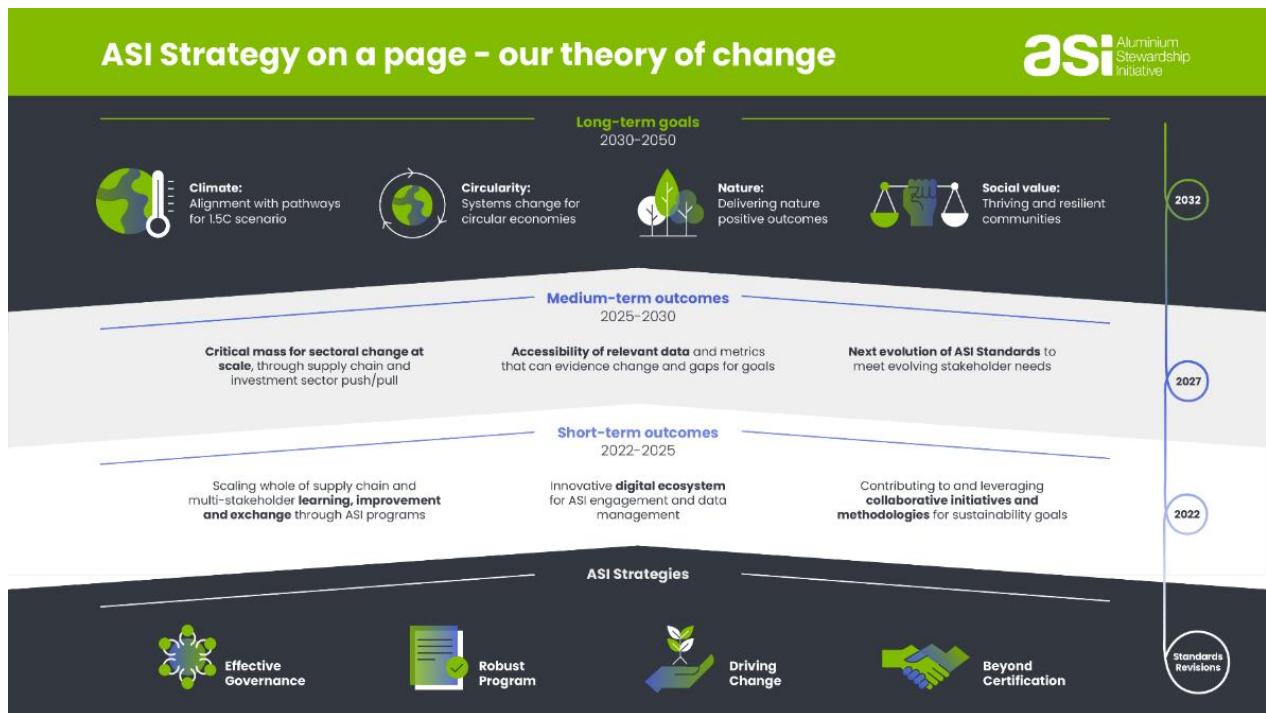 ASI Strategy on a page - our theory of change
asi Aluminium
Stewardship
Initiative
Long-term goals
2030-2050
Climate:
Alignment with pathways
for 1.5C scenario
Circularity:
Systems change for
circular economies
Nature:
Delivering nature
positive outcomes
Social value:
Thriving and resilient
communities
2032
Medium-term outcomes
2025-2030
Critical mass for sectoral change at
scale, through supply chain and
investment sector push/pull
Accessibility of relevant data and metrics
that can evidence change and gaps for goals
Next evolution of ASI Standards to
meet evolving stakeholder needs
2027
Short-term outcomes
2022-2025
Scaling whole of supply chain and
multi-stakeholder learning, improvement
and exchange through ASI programs
Innovative digital ecosystem
for ASI engagement and data
management
Contributing to and leveraging
collaborative initiatives and
methodologies for sustainability goals
2022
ASI Strategies
Effective
Governance
Robust
Program
Driving
Change
Beyond
Certification
Standards
Revisions